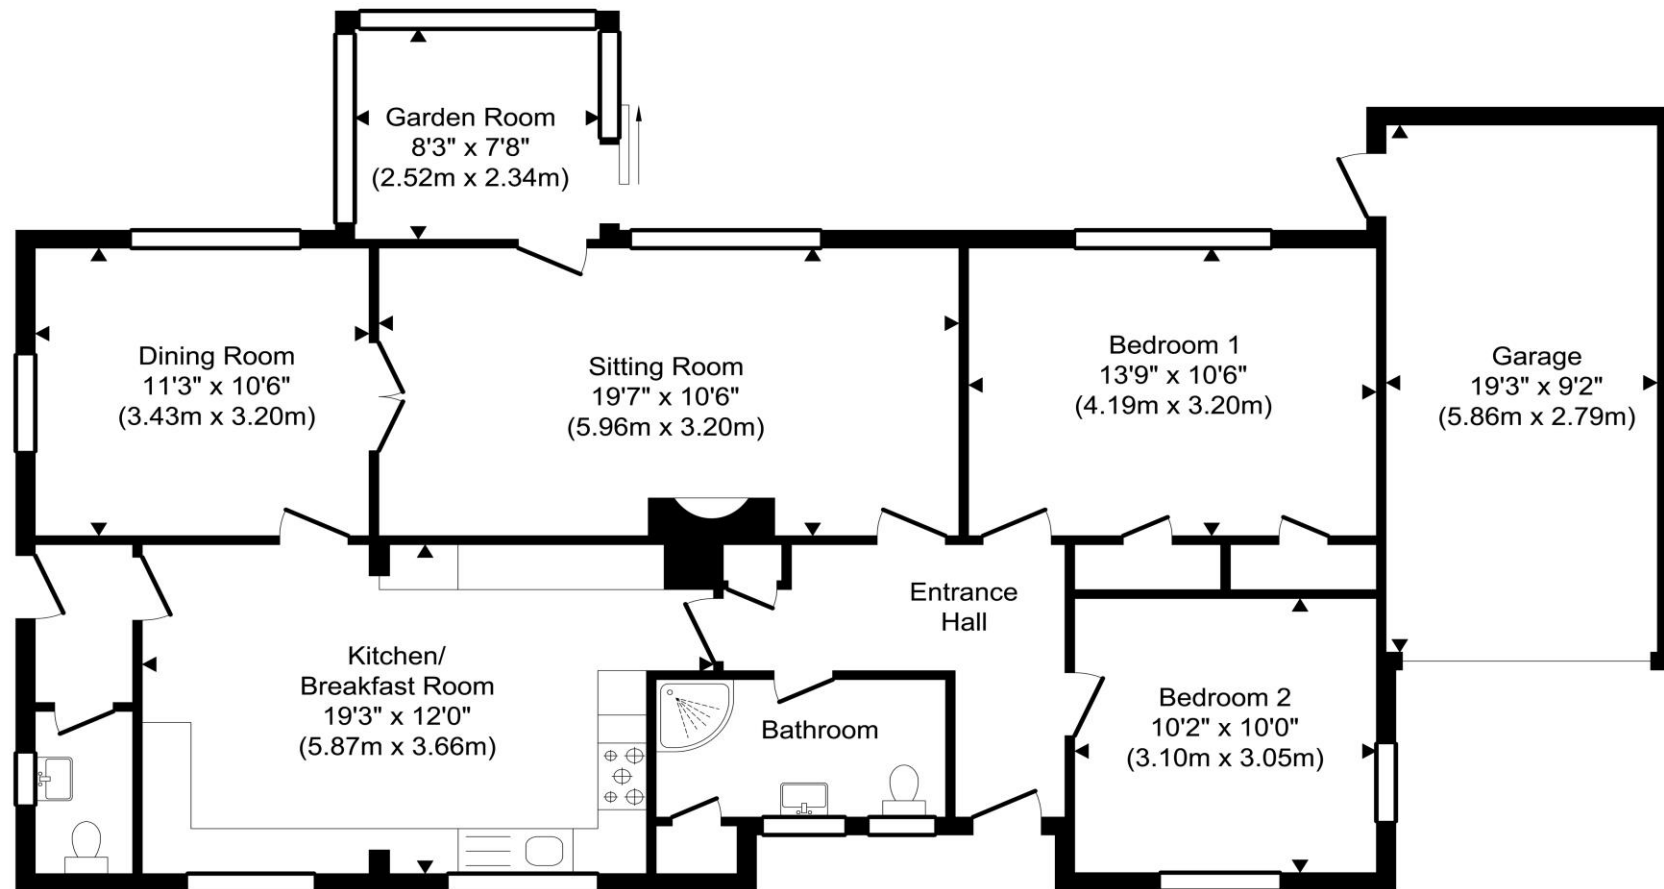 Garden Room
8'3" x 7'8"
(2.52m x 2.34m)
Dining Room
11'3" x 10'6"
(3.43m x 3.20m)
Sitting Room
19'7" x 10'6"
(5.96m x 3.20m)
Bedroom 1
13'9" x 10'6"
(4.19m x 3.20m)
Garage
19'3" x 9'2"
(5.86m x 2.79m)
Entrance
Hall
Kitchen/
Breakfast Room
19'3" x 12'0"
(5.87m x 3.66m)
Bathroom
Bedroom 2
10'2" x 10'0"
(3.10m x 3.05m)